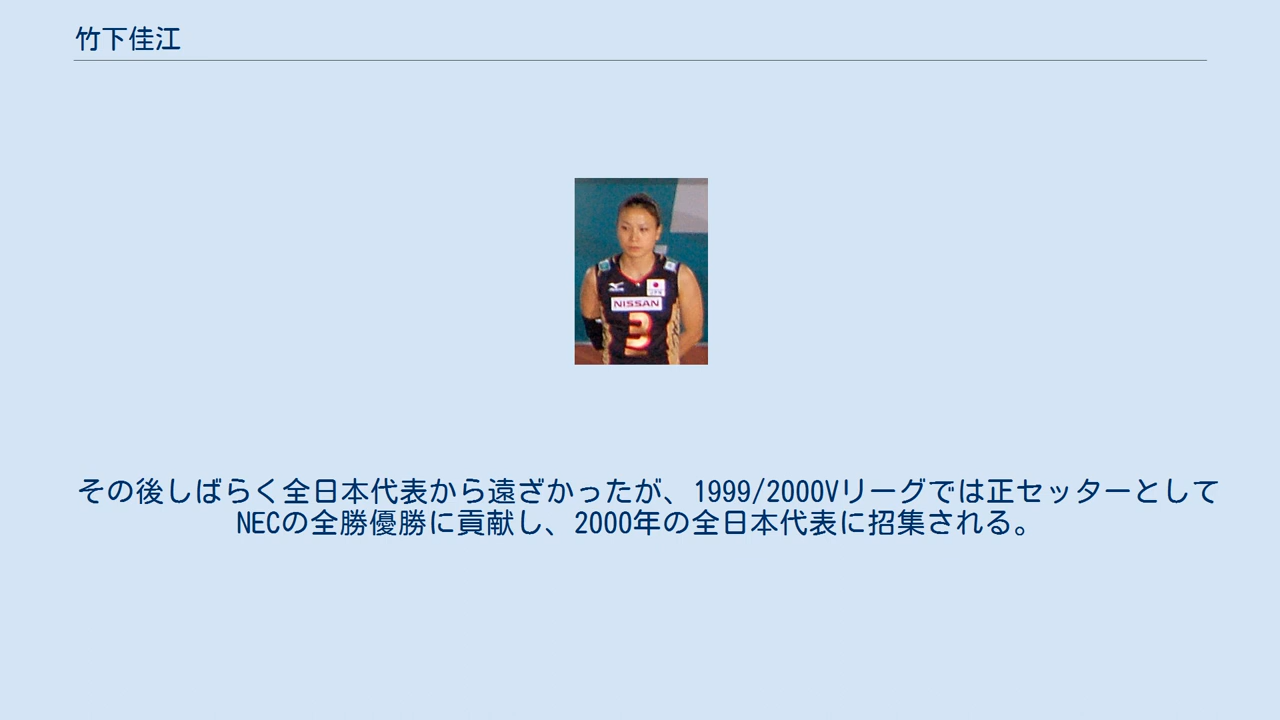 竹下佳江
NISSAN
3
その後しばらく全日本代表から遠ざかったが、1999/2000Vリーグでは正セッターとして
NECの全勝優勝に貢献し、2000年の全日本代表に招集される。